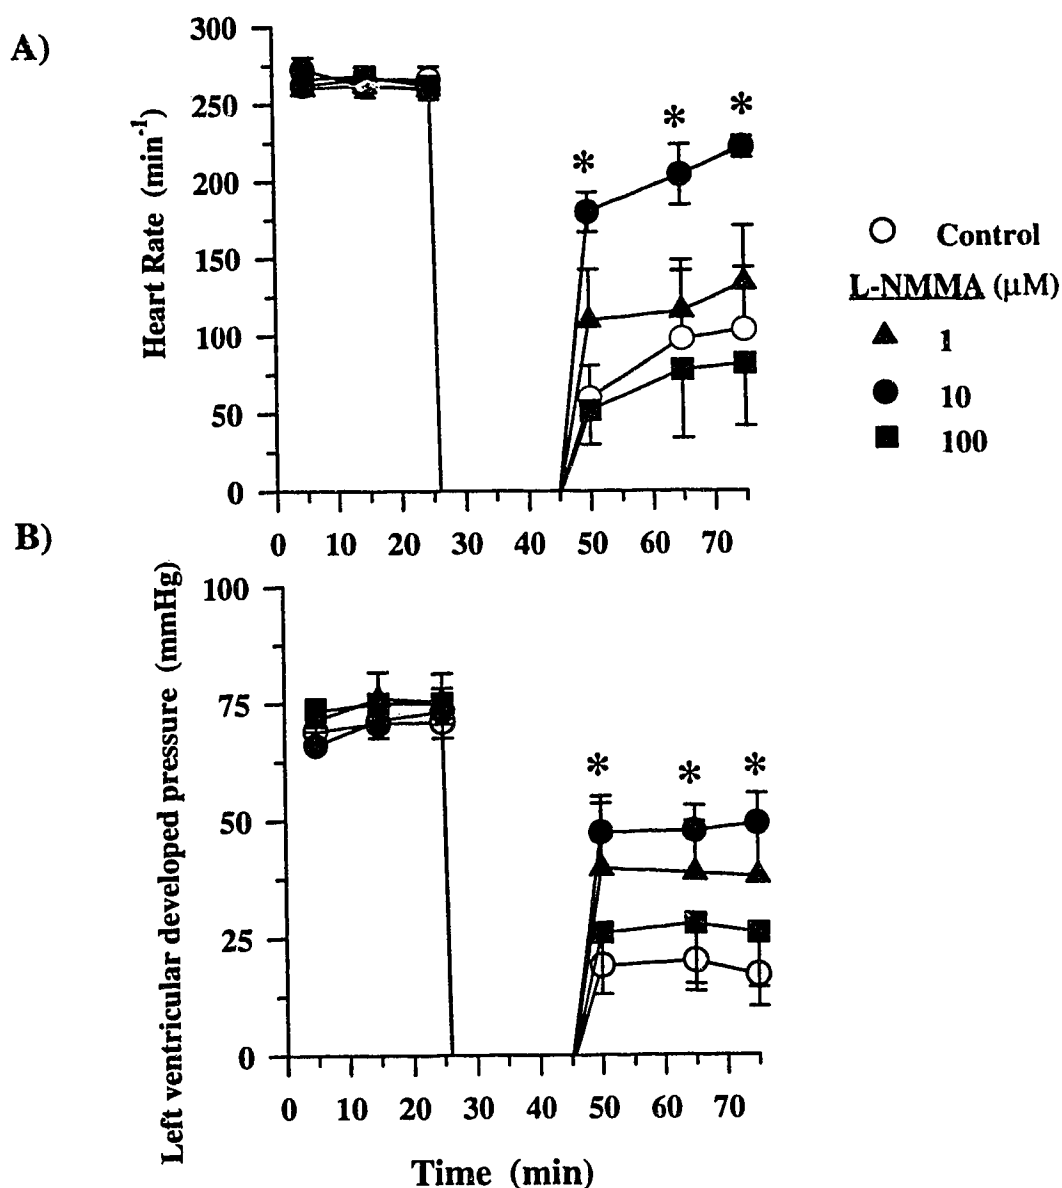 A)
Heart Rate (min-1)
300
250
200
150
100
50
0
0 10 20 30 40 50 60 70
* * *
Control
L-NMMA (μM)
1
10
100
B)
Left ventricular developed pressure (mmHg)
100
75
50
25
0
* * *
0 10 20 30 40 50 60 70
Time (min)